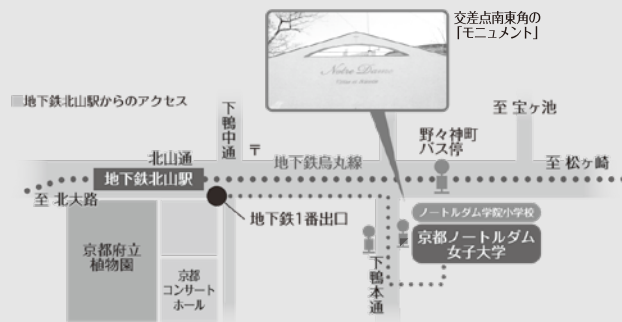 交差点南東角の
「モニュメント」
Notre Dame
■地下鉄北山駅からのアクセス
下鴨中通
〒
北山通
地下鉄烏丸線
野々神町
バス停
至 宝ヶ池
至 松ヶ崎
地下鉄北山駅
至 北大路
地下鉄1番出口
ノートルダム学院小学校
京都ノートルダム
女子大学
京都府立
植物園
京都
コンサート
ホール
下鴨本通